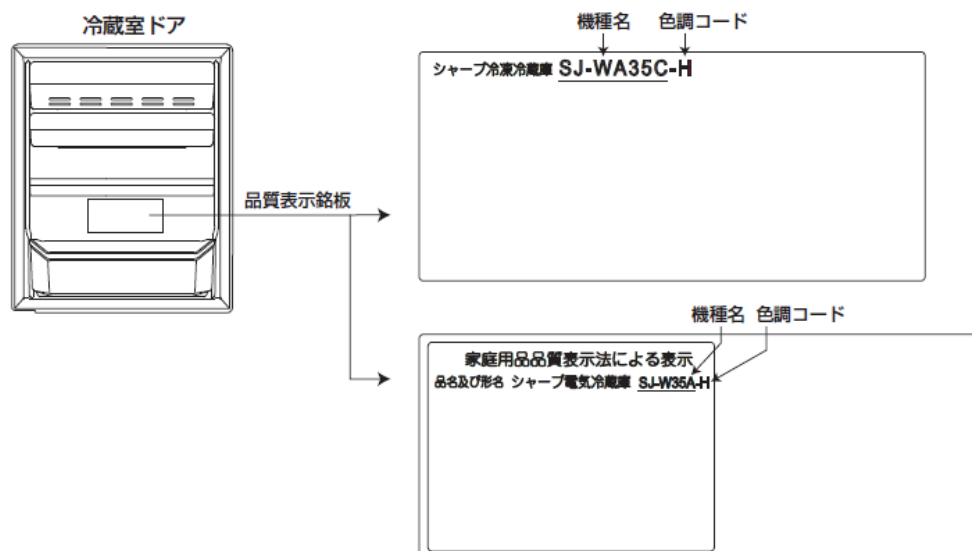 冷蔵室ドア
機種名 色調コード
シャープ冷凍冷蔵庫 SJ-WA35C-H
品質表示銘板
機種名 色調コード
家庭用品品質表示法による表示
品名及び形名 シャープ電気冷蔵庫 SJ-W35A-H